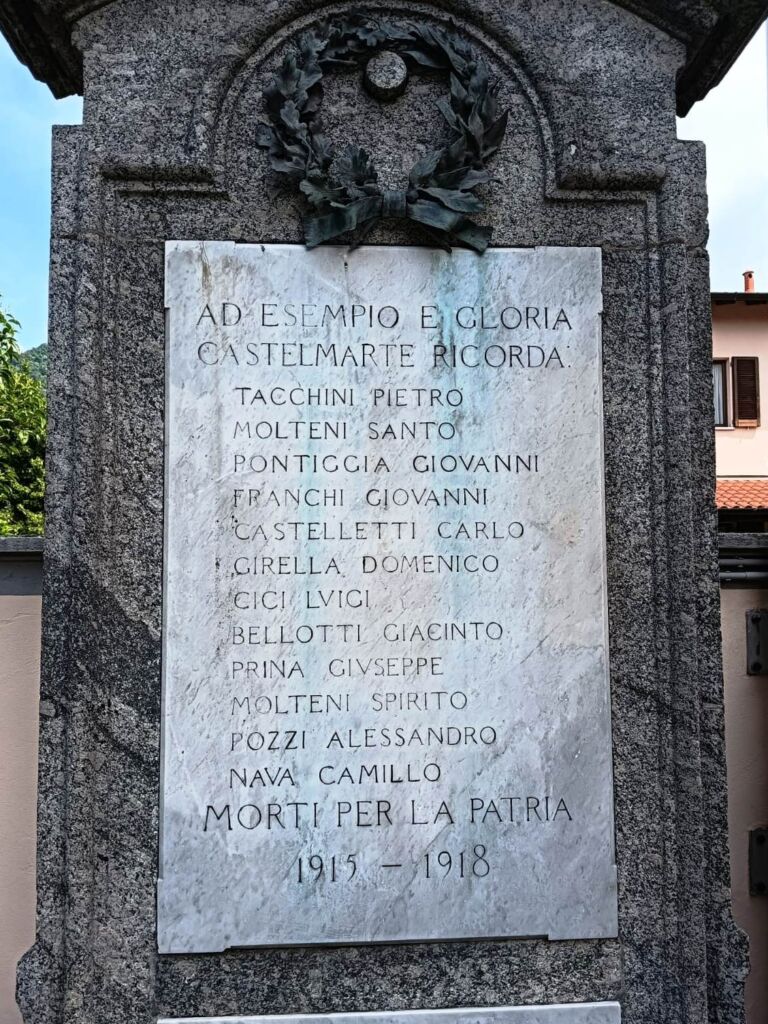 AD ESEMPIO E GLORIA
CASTELMARTE RICORDA:
TACCHINI PIETRO
MOLTENI SANTO
PONTIGGIA GIOVANNI
FRANCHI GIOVANNI
CASTELLETTI CARLO
GIRELLA DOMENICO
CICI LVIGI
BELLOTTI GIACINTO
PRINA GIVSEPPE
MOLTENI SPIRITO
POZZI ALESSANDRO
NAVA CAMILLO
MORTI PER LA PATRIA
1915 – 1918